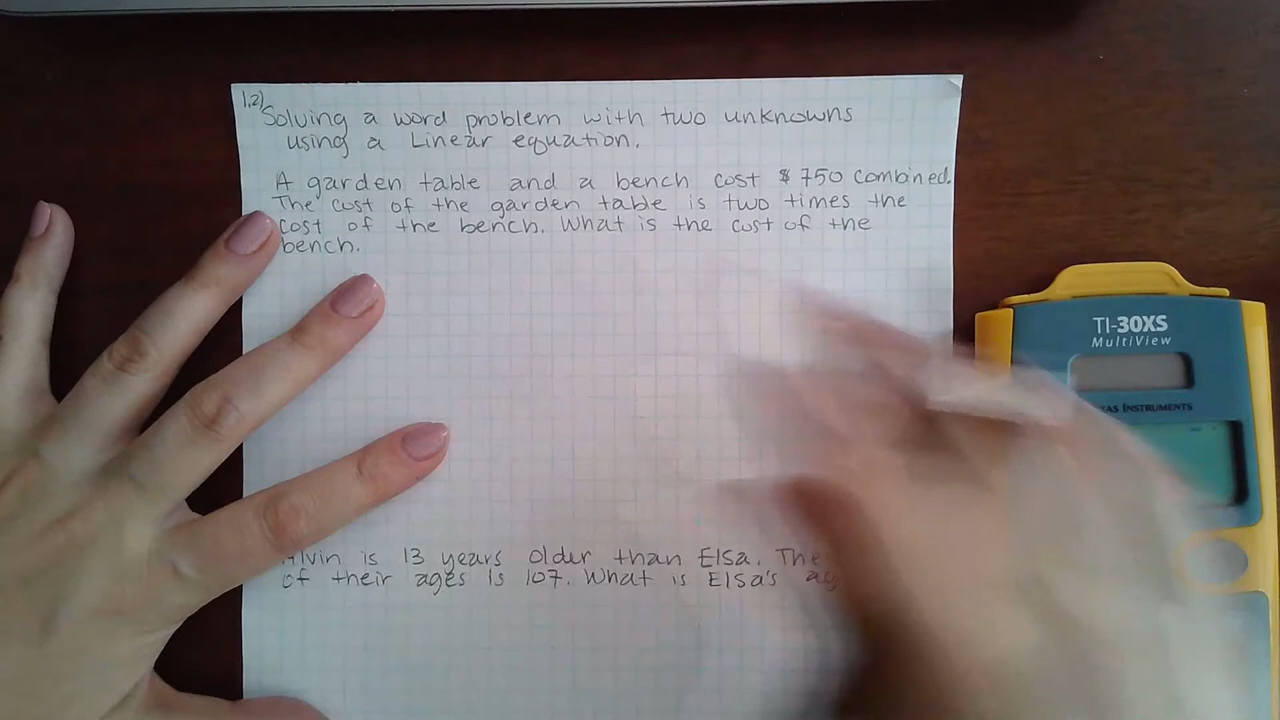 1.2)
Solving a word problem with two unknowns
using a Linear equation.
A garden table and a bench cost $750 combined.
The cost of the garden table is two times the
cost of the bench. What is the cost of the
bench.
is 13 years older than Elsa. The
of their ages is 107. What is Elsa's
TI-30XS
MultiView
INSTRUMENTS